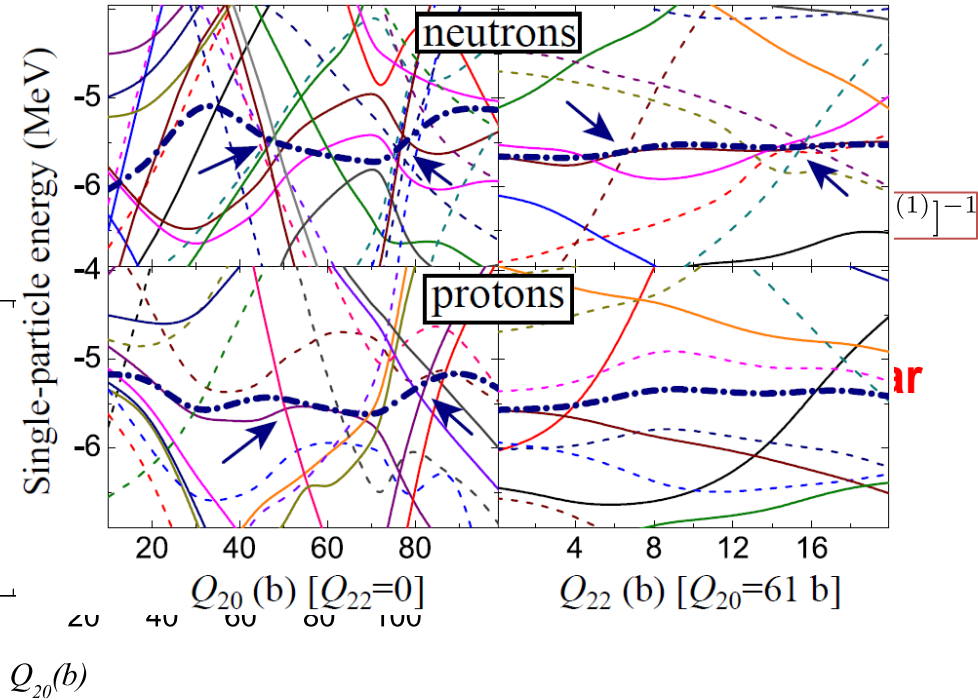 neutrons
Single-particle energy (MeV)
-5
-6
(1)]−1
-4
protons
-5
-6
ar
20 40 60 80
4 8 12 16
Q20 (b) [Q22=0]
Q22 (b) [Q20=61 b]
20 40 60 80 100
Q20(b)